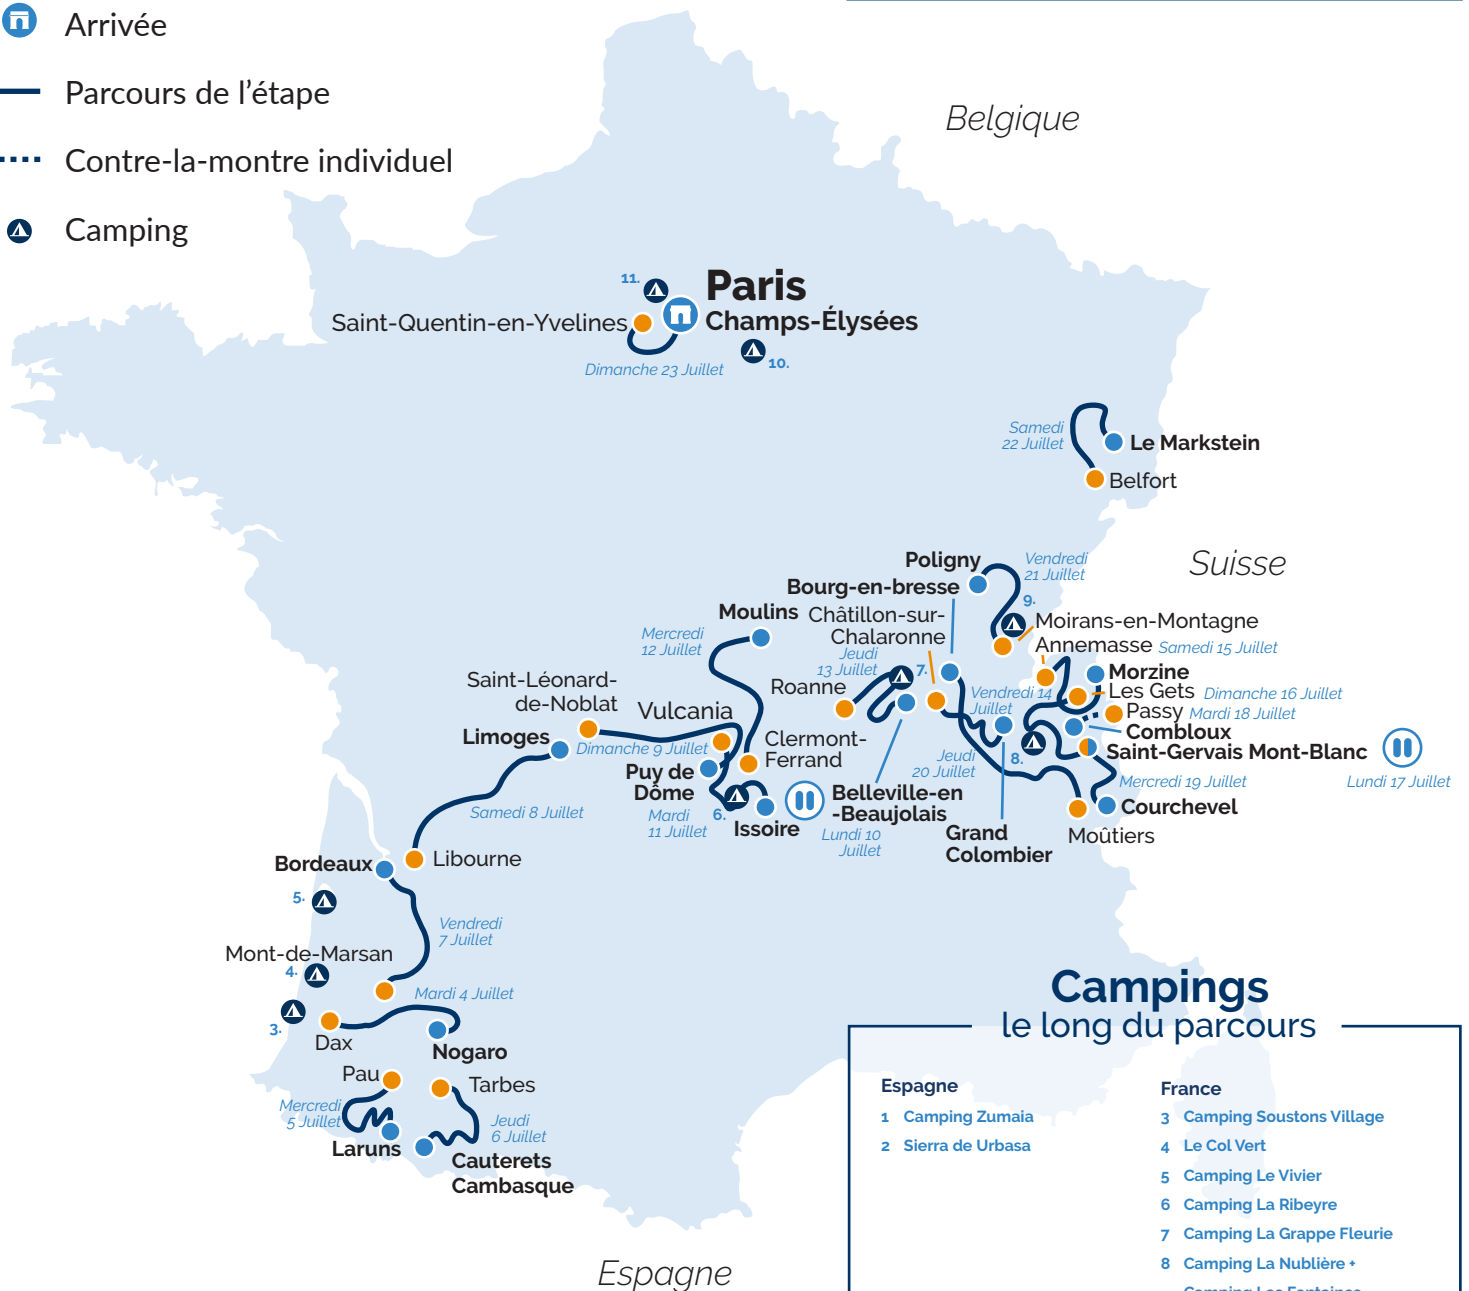 Arrivée
Parcours de l'étape
Contre-la-montre individuel
Camping
Belgique
11.
Paris
Champs-Élysées
Saint-Quentin-en-Yvelines
10.
Dimanche 23 Juillet
Samedi
22 Juillet
Le Markstein
Belfort
Suisse
Poligny
Vendredi
21 Juillet
Bourg-en-bresse
9.
Moulins
Châtillon-sur-
Chalaronne
Moirans-en-Montagne
Annemasse
Samedi 15 Juillet
Mercredi
12 Juillet
Jeudi
13 Juillet
7.
Morzine
Saint-Léonard-
de-Noblat
Roanne
Vendredi 14
Juillet
Les Gets
Dimanche 16 Juillet
Vulcania
Passy
Mardi 18 Juillet
Combloux
Limoges
Dimanche 9 Juillet
Clermont-
Ferrand
Jeudi
20 Juillet
8.
Saint-Gervais Mont-Blanc
Lundi 17 Juillet
Puy de
Dôme
Mercredi 19 Juillet
Samedi 8 Juillet
Mardi
11 Juillet
6.
Issoire
Belleville-en
-Beaujolais
Lundi 10
Juillet
Grand
Colombier
Courchevel
Moûtiers
Bordeaux
Libourne
5.
Vendredi
7 Juillet
Mont-de-Marsan
4.
Mardi 4 Juillet
3.
Dax
Nogaro
Pau
Tarbes
Mercredi
5 Juillet
Jeudi
6 Juillet
Laruns
Cauterets
Cambasque
Espagne
Campings
le long du parcours
Espagne
1 Camping Zumaia
2 Sierra de Urbasa
France
3 Camping Soustons Village
4 Le Col Vert
5 Camping Le Vivier
6 Camping La Ribeyre
7 Camping La Grappe Fleurie
8 Camping La Nublière +
Camping Les Fontaines